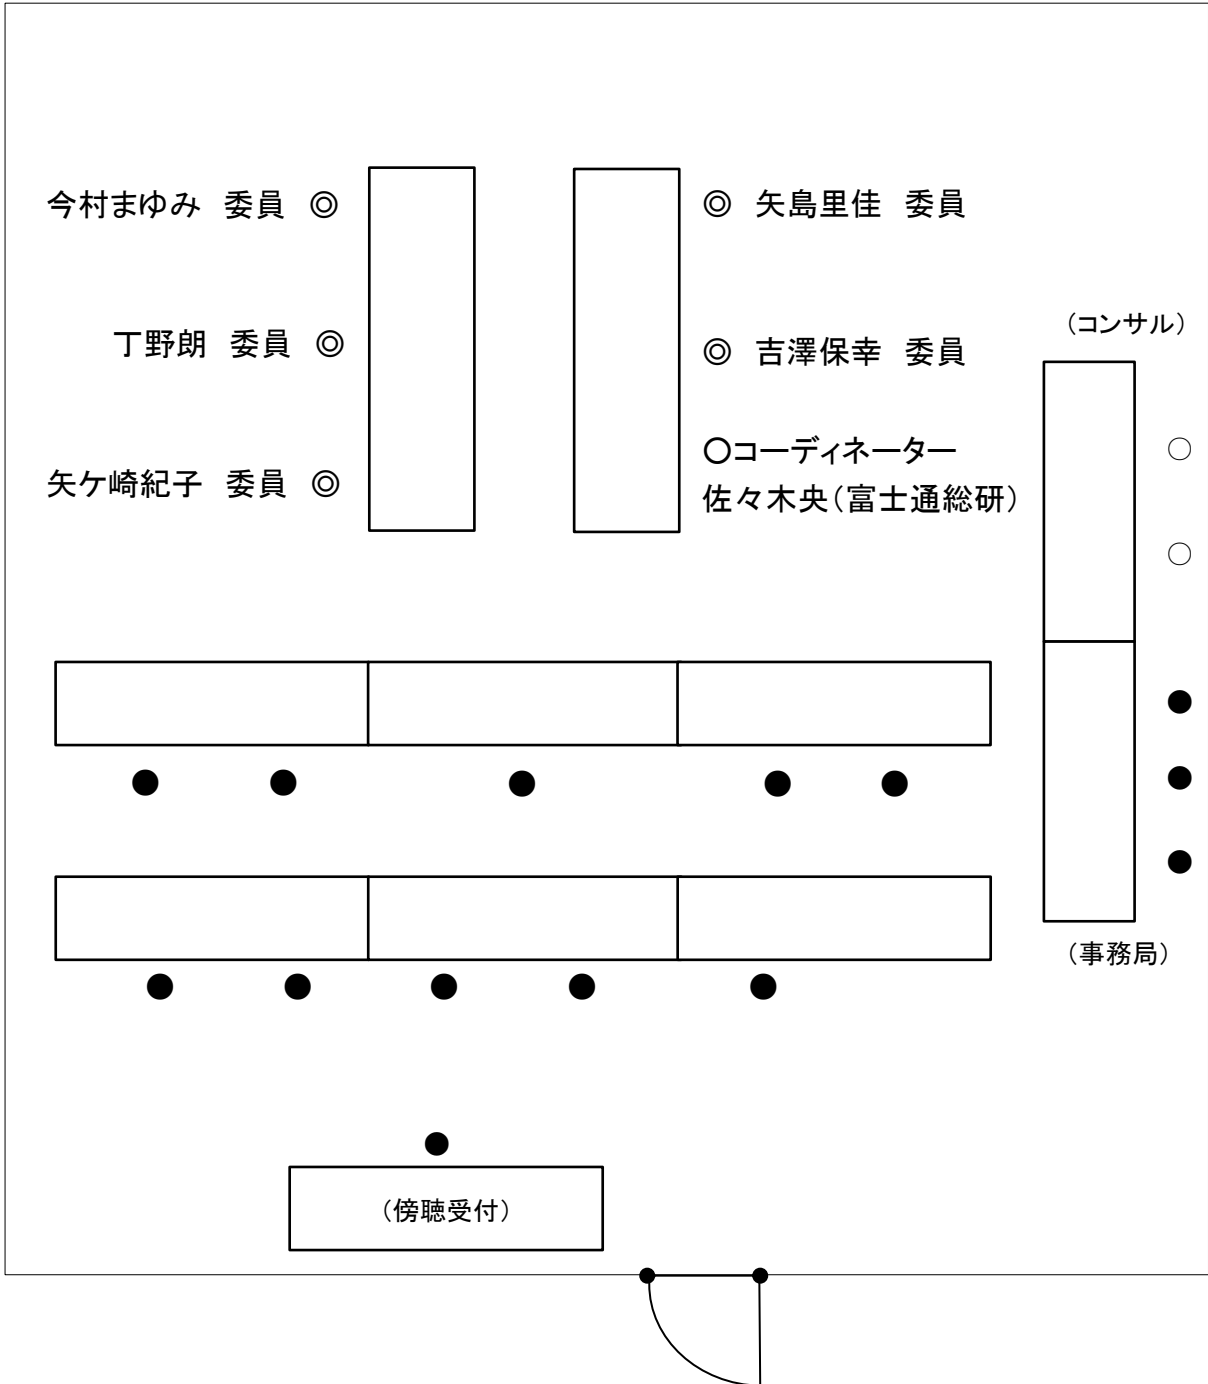 今村まゆみ 委員 ◎
◎ 矢島里佳 委員
丁野朗 委員 ◎
◎ 吉澤保幸 委員
(コンサル)
矢ケ崎紀子 委員 ◎
○コーディネーター
佐々木央(富士通総研)
(事務局)
(傍聴受付)